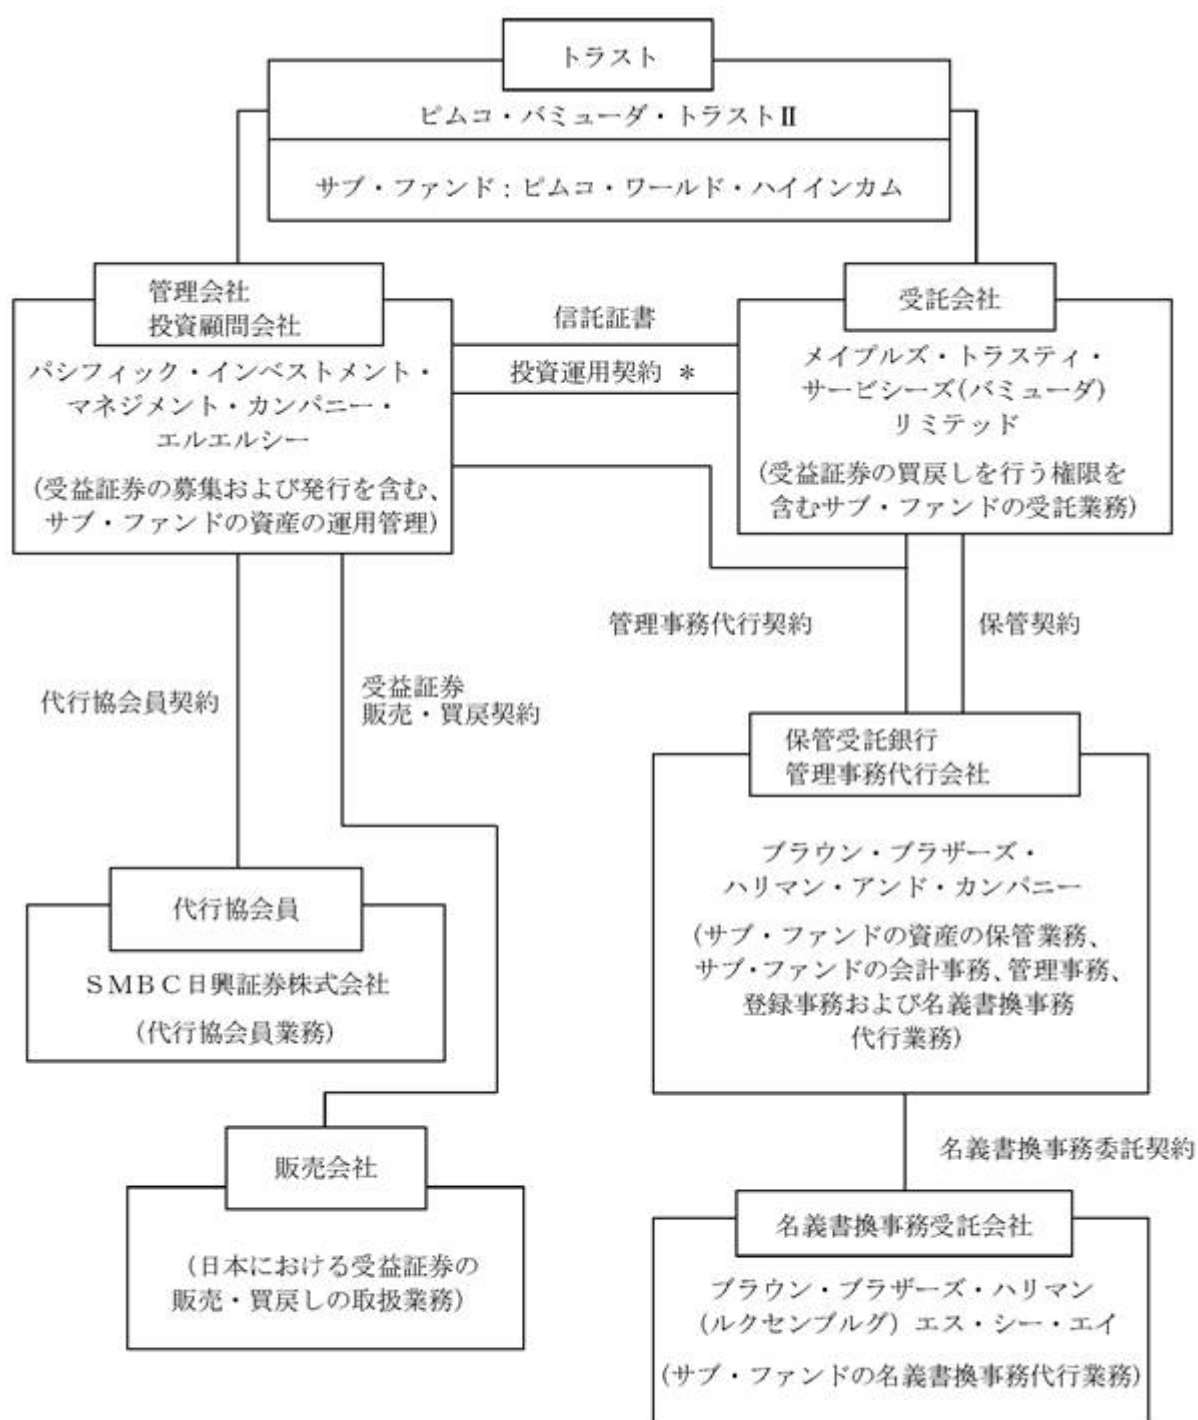 トラスト
ピムコ・バミューダ・トラストⅡ
サブ・ファンド:ピムコ・ワールド・ハイインカム
管理会社
投資顧問会社
パシフィック・インベストメント・
マネジメント・カンパニー・
エルエルシー
(受益証券の募集および発行を含む、
サブ・ファンドの資産の運用管理)
信託証書
投資運用契約 *
受託会社
メイプルズ・トラスティ・
サービシーズ(バミューダ)
リミテッド
(受益証券の買戻しを行う権限を
含むサブ・ファンドの受託業務)
管理事務代行契約
保管契約
代行協会員契約
受益証券
販売・買戻契約
保管受託銀行
管理事務代行会社
ブラウン・ブラザーズ・
ハリマン・アンド・カンパニー
(サブ・ファンドの資産の保管業務、
サブ・ファンドの会計事務、管理事務、
登録事務および名義書換事務
代行業務)
代行協会員
SMBC日興証券株式会社
(代行協会員業務)
販売会社
(日本における受益証券の
販売・買戻しの取扱業務)
名義書換事務委託契約
名義書換事務受託会社
ブラウン・ブラザーズ・ハリマン
(ルクセンブルグ)エス・シー・エイ
(サブ・ファンドの名義書換事務代行業務)